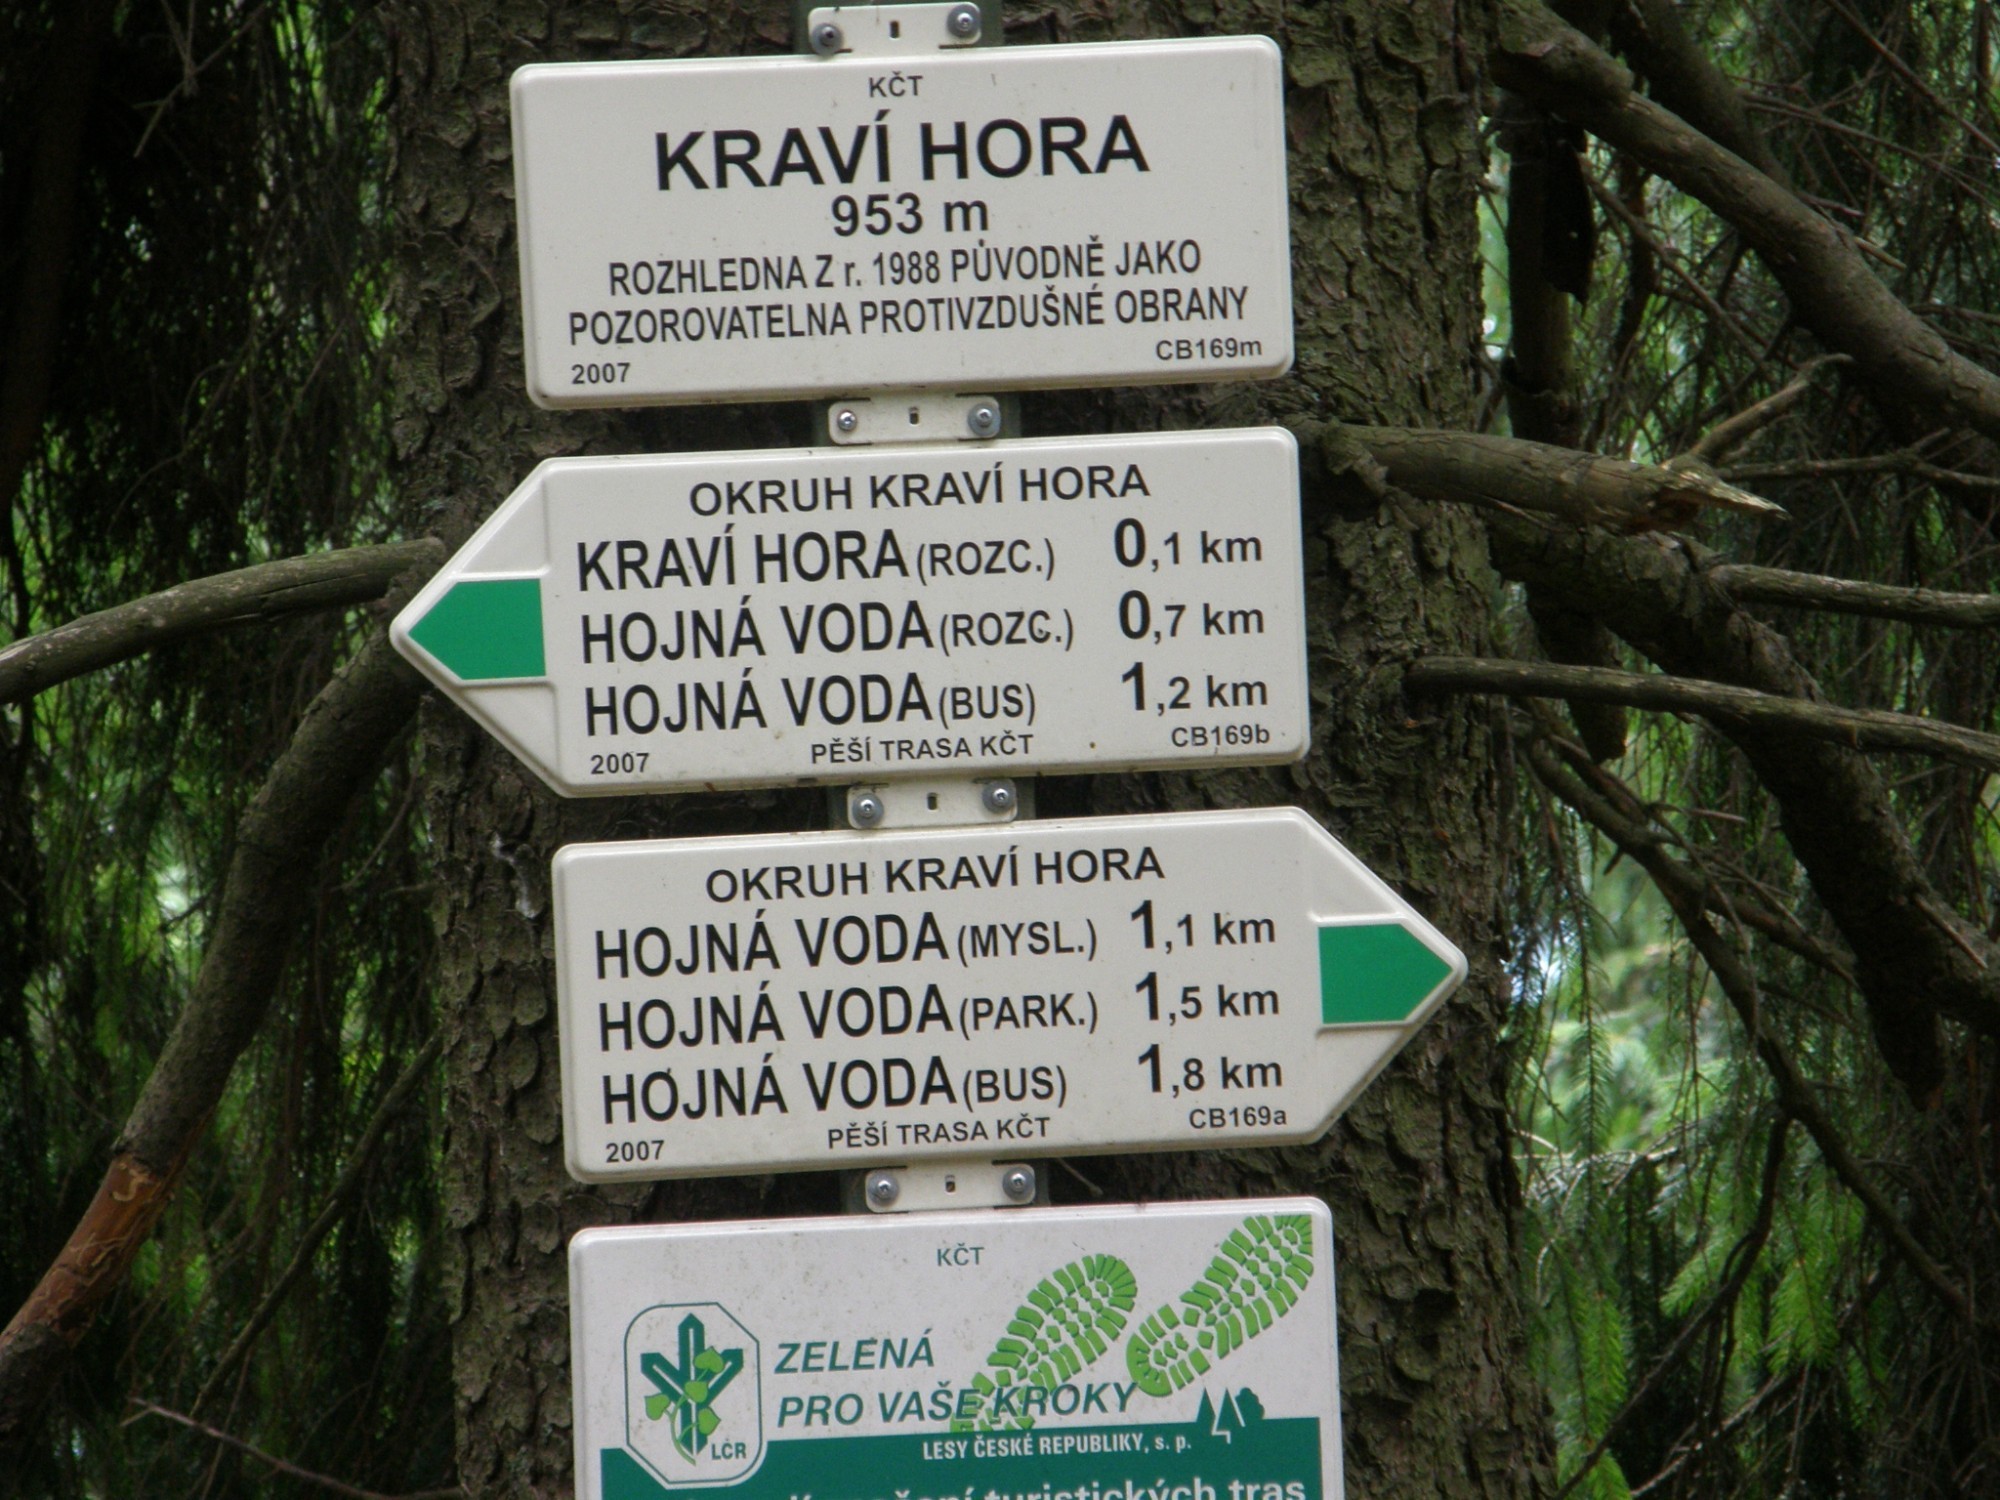 KČT
KRAVÍ HORA
953 m
ROZHLEDNA Z r. 1988 PŮVODNĚ JAKO
POZOROVATELNA PROTIVZDUŠNÉ OBRANY
2007 CB169m
OKRUH KRAVÍ HORA
KRAVÍ HORA (ROZC.) 0,1 km
HOJNÁ VODA (ROZC.) 0,7 km
HOJNÁ VODA (BUS) 1,2 km
2007 PĚŠÍ TRASA KČT CB169b
OKRUH KRAVÍ HORA
HOJNÁ VODA (MYSL.) 1,1 km
HOJNÁ VODA (PARK.) 1,5 km
HOJNÁ VODA (BUS) 1,8 km
2007 PĚŠÍ TRASA KČT CB169a
KČT
ZELENÁ
PRO VAŠE KROKY
LČR
LESY ČESKÉ REPUBLIKY, s. p.
turistických tras